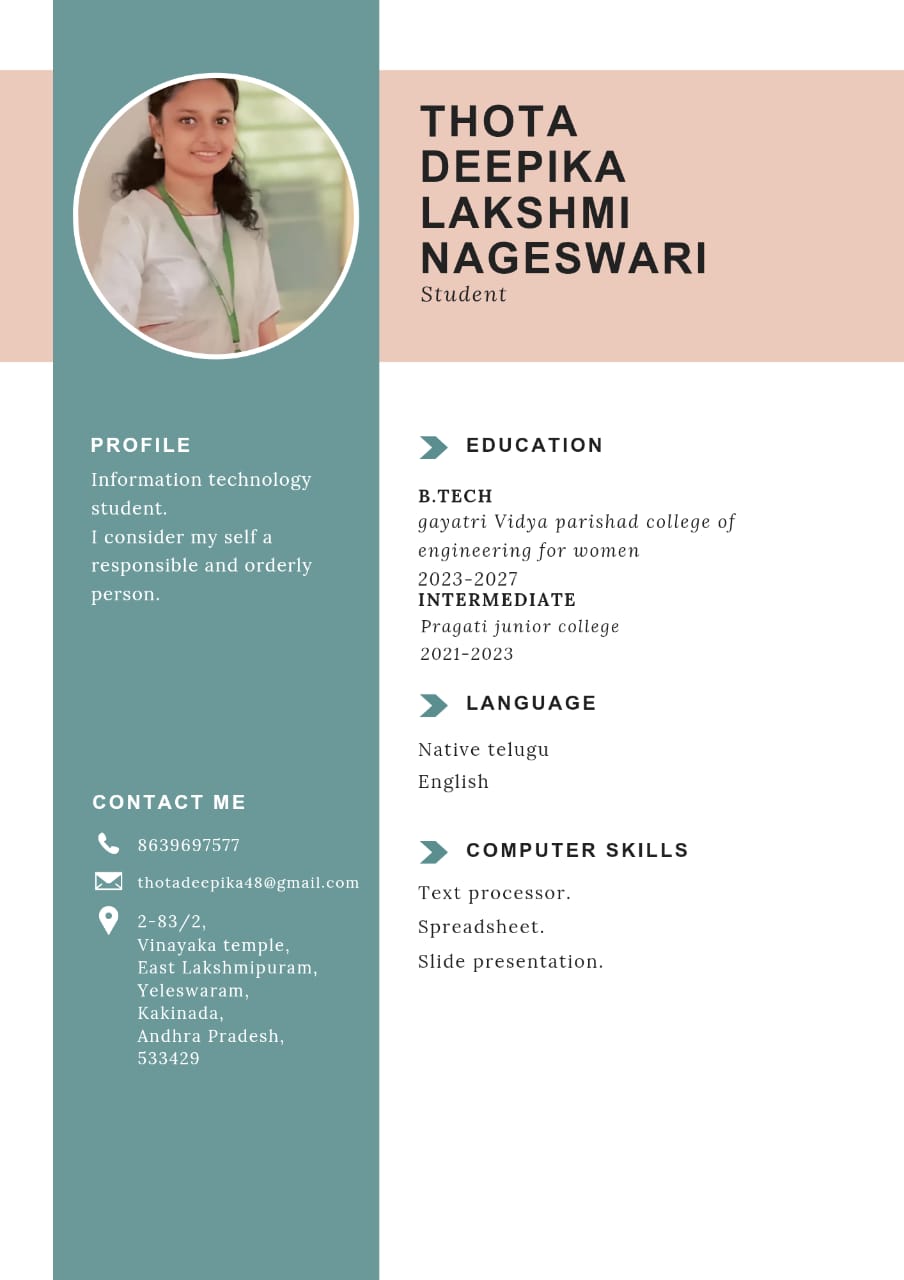 THOTA
DEEPIKA
LAKSHMI
NAGESWARI
Student
PROFILE
Information technology
student.
I consider my self a
responsible and orderly
person.
CONTACT ME
8639697577
thotadeepika48@gmail.com
2-83/2,
Vinayaka temple,
East Lakshmipuram,
Yeleswaram,
Kakinada,
Andhra Pradesh,
533429
EDUCATION
B.TECH
gayatri Vidya parishad college of
engineering for women
2023-2027
INTERMEDIATE
Pragati junior college
2021-2023
LANGUAGE
Native telugu
English
COMPUTER SKILLS
Text processor.
Spreadsheet.
Slide presentation.